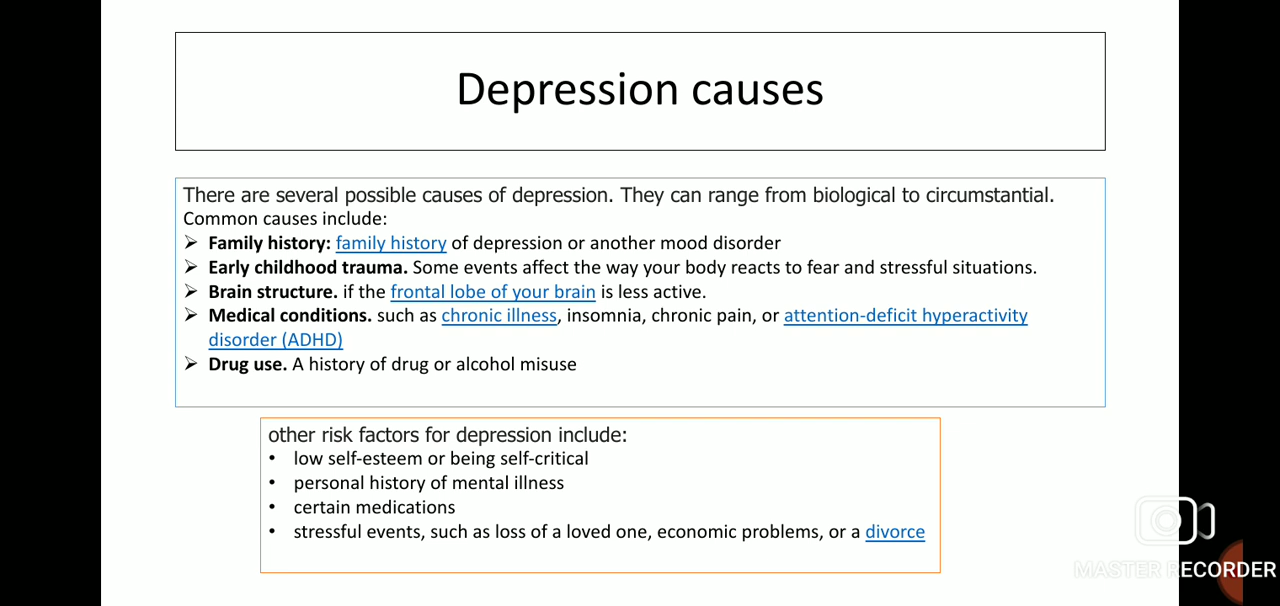 Depression causes
There are several possible causes of depression. They can range from biological to circumstantial.
Common causes include:
➢ Family history: family history of depression or another mood disorder
➢ Early childhood trauma. Some events affect the way your body reacts to fear and stressful situations.
➢ Brain structure. if the frontal lobe of your brain is less active.
➢ Medical conditions. such as chronic illness, insomnia, chronic pain, or attention-deficit hyperactivity
disorder (ADHD)
➢ Drug use. A history of drug or alcohol misuse
other risk factors for depression include:
• low self-esteem or being self-critical
• personal history of mental illness
• certain medications
• stressful events, such as loss of a loved one, economic problems, or a divorce
MASTER RECORDER